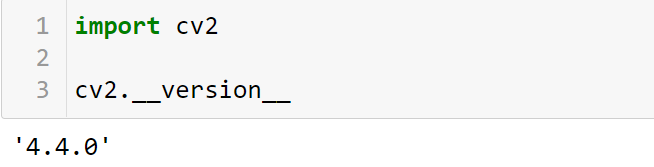 1 import cv2
2
3 cv2.__version__
'4.4.0'